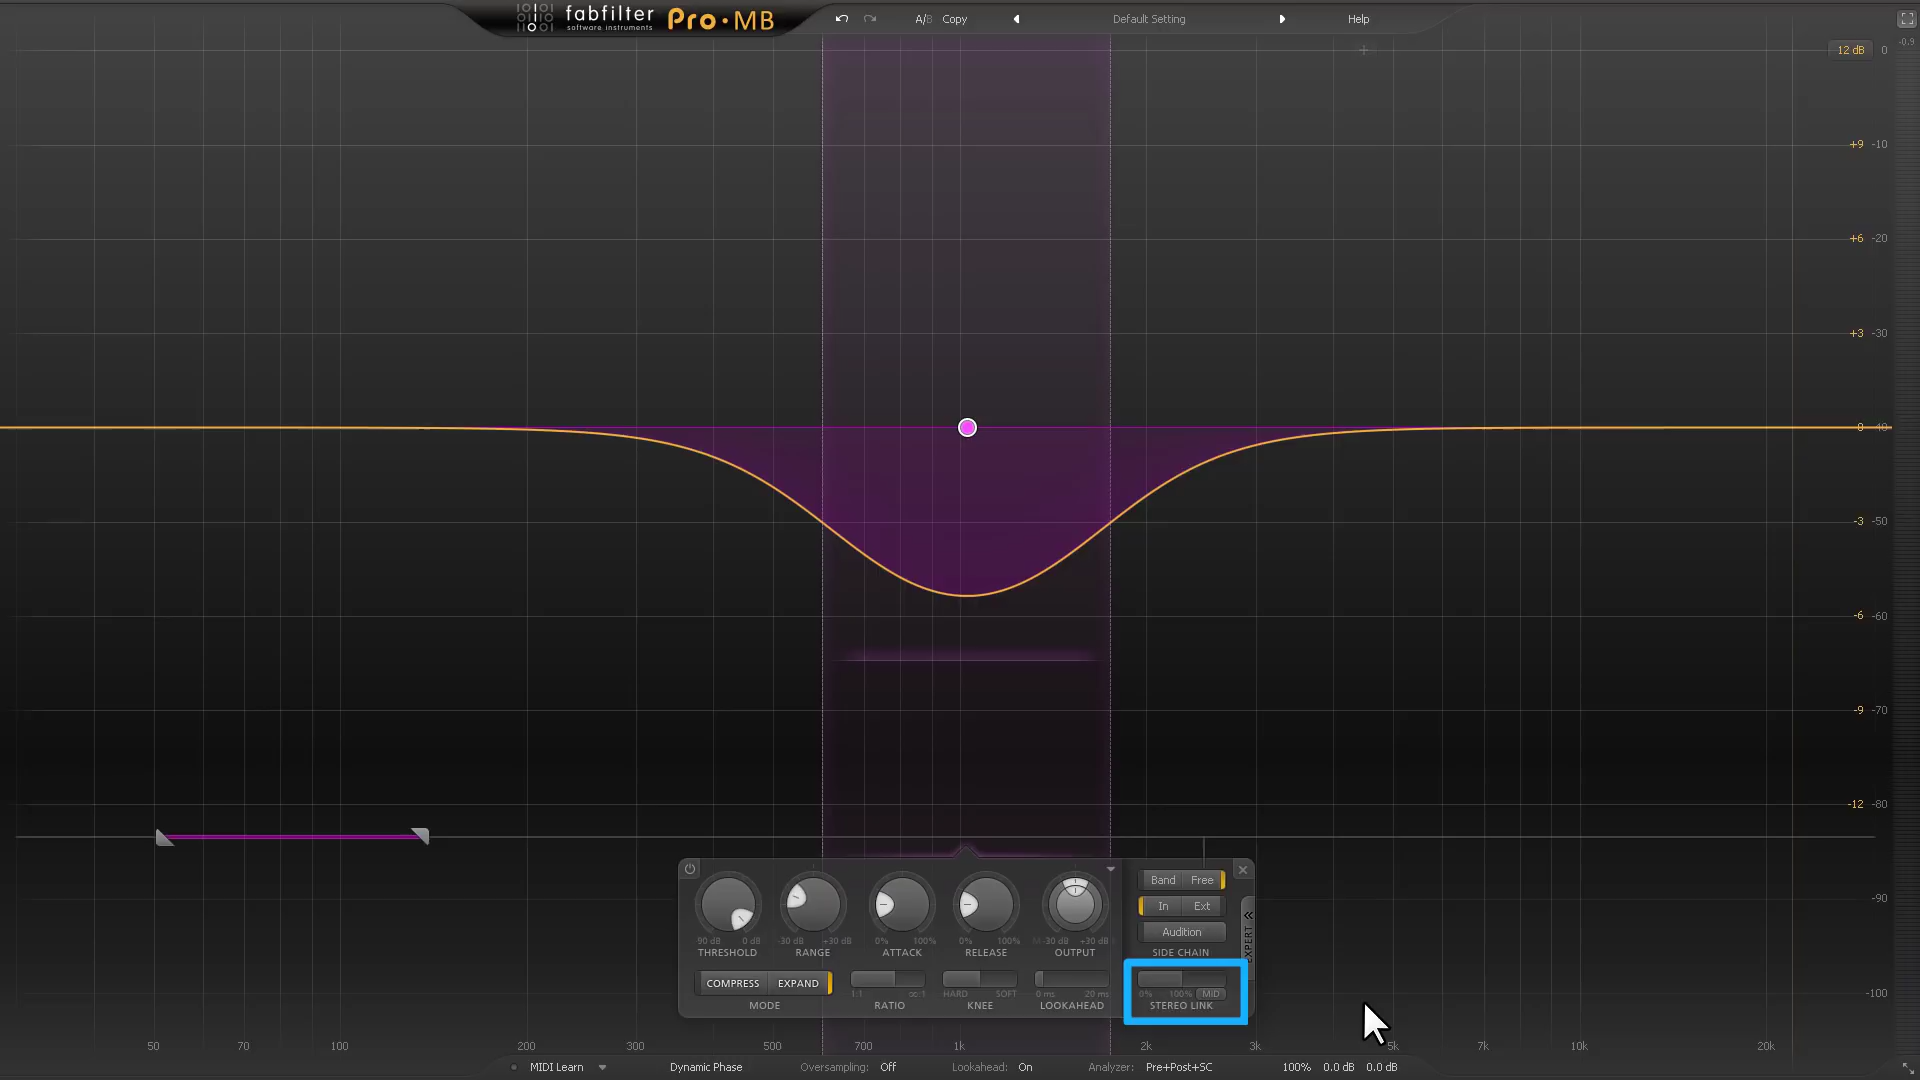 fabfilter Pro·MB
software instruments
A/B Copy Default Setting Help
-0.9
12 dB 0
+9 -10
+6 -20
+3 -30
0 -40
-3 -50
-6 -60
-9 -70
-12 -80
-90
-100
Band Free
In Ext
Audition
SIDE CHAIN
EXPERT
-90 dB 0 dB -30 dB +30 dB 0% 100% 0% 100% -30 dB +30 dB
THRESHOLD RANGE ATTACK RELEASE OUTPUT
COMPRESS EXPAND
1:1 ∞:1 HARD SOFT 0 ms 20 ms 0% 100% MID
MODE RATIO KNEE LOOKAHEAD STEREO LINK
50 70 100 200 300 500 700 1k 2k 3k 5k 7k 10k 20k
MIDI Learn Dynamic Phase Oversampling: Off Lookahead: On Analyzer: Pre+Post+SC 100% 0.0 dB 0.0 dB